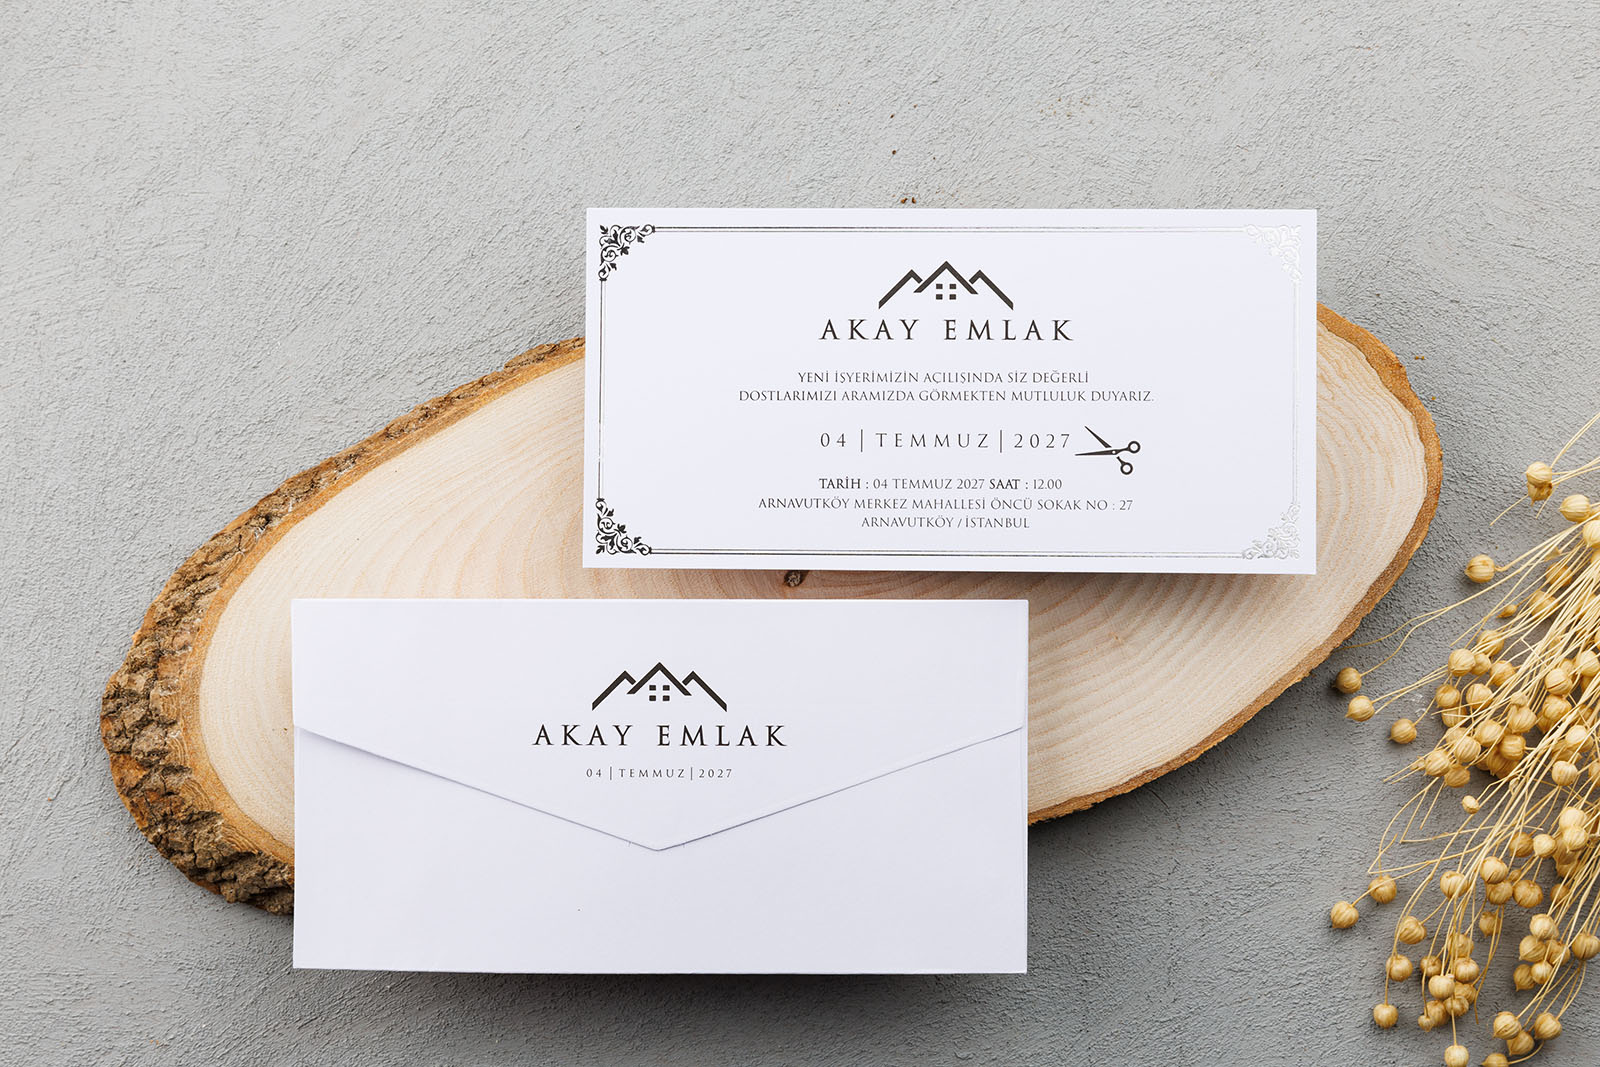 AKAY EMLAK
YENİ İŞYERİMİZİN AÇILIŞINDA SİZ DEĞERLİ
DOSTLARIMIZI ARAMIZDA GÖRMEKTEN MUTLULUK DUYARIZ.
04 | TEMMUZ | 2027
TARİH : 04 TEMMUZ 2027 SAAT : 12.00
ARNAVUTKÖY MERKEZ MAHALLESİ ÖNCÜ SOKAK NO : 27
ARNAVUTKÖY / İSTANBUL
AKAY EMLAK
04 | TEMMUZ | 2027